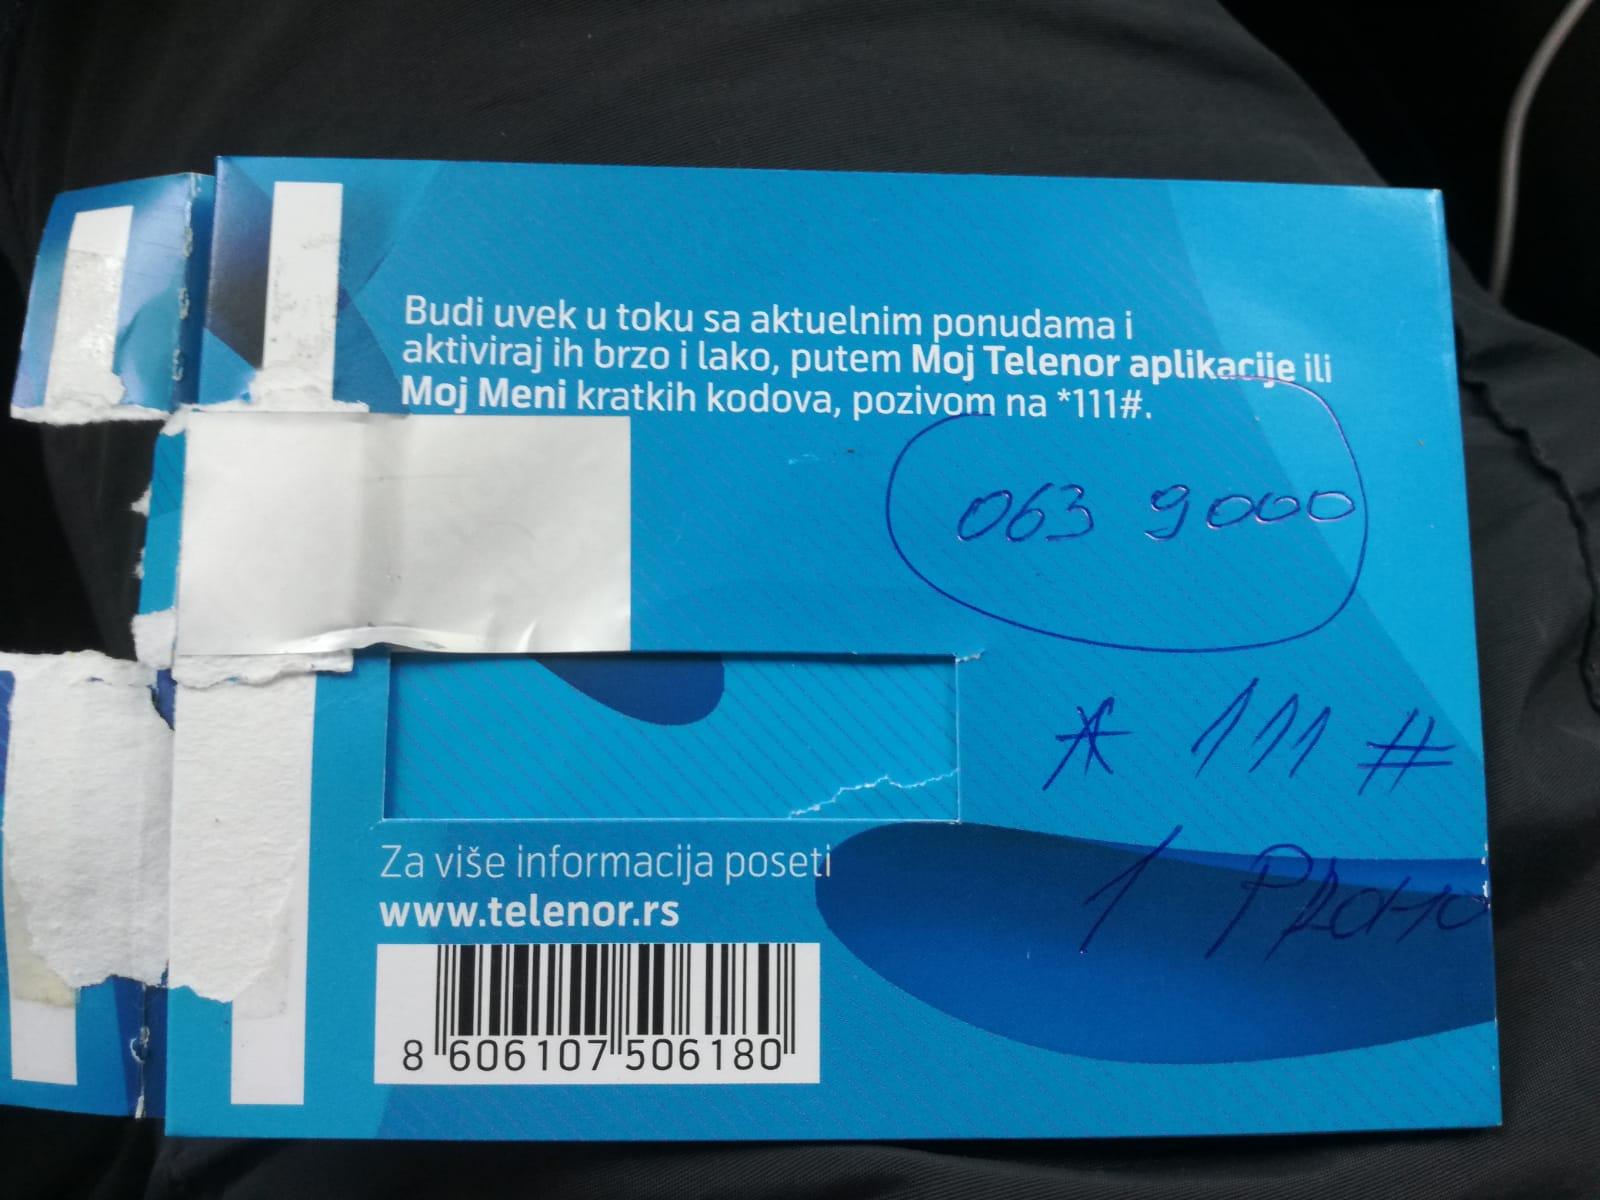 Budi uvek u toku sa aktuelnim ponudama i
aktiviraj ih brzo i lako, putem Moj Telenor aplikacije ili
Moj Meni kratkih kodova, pozivom na *111#.
063 9000
* 111 #
1
Za više informacija poseti
www.telenor.rs
8 606107 506180